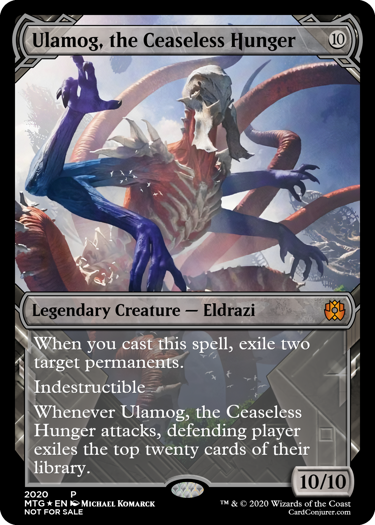 Ulamog, the Ceaseless Hunger 10
Legendary Creature — Eldrazi
When you cast this spell, exile two
target permanents.
Indestructible
Whenever Ulamog, the Ceaseless
Hunger attacks, defending player
exiles the top twenty cards of their
library.
10/10
2020 P
MTG ★ EN Michael Komarck
NOT FOR SALE
™ & © 2020 Wizards of the Coast
CardConjurer.com